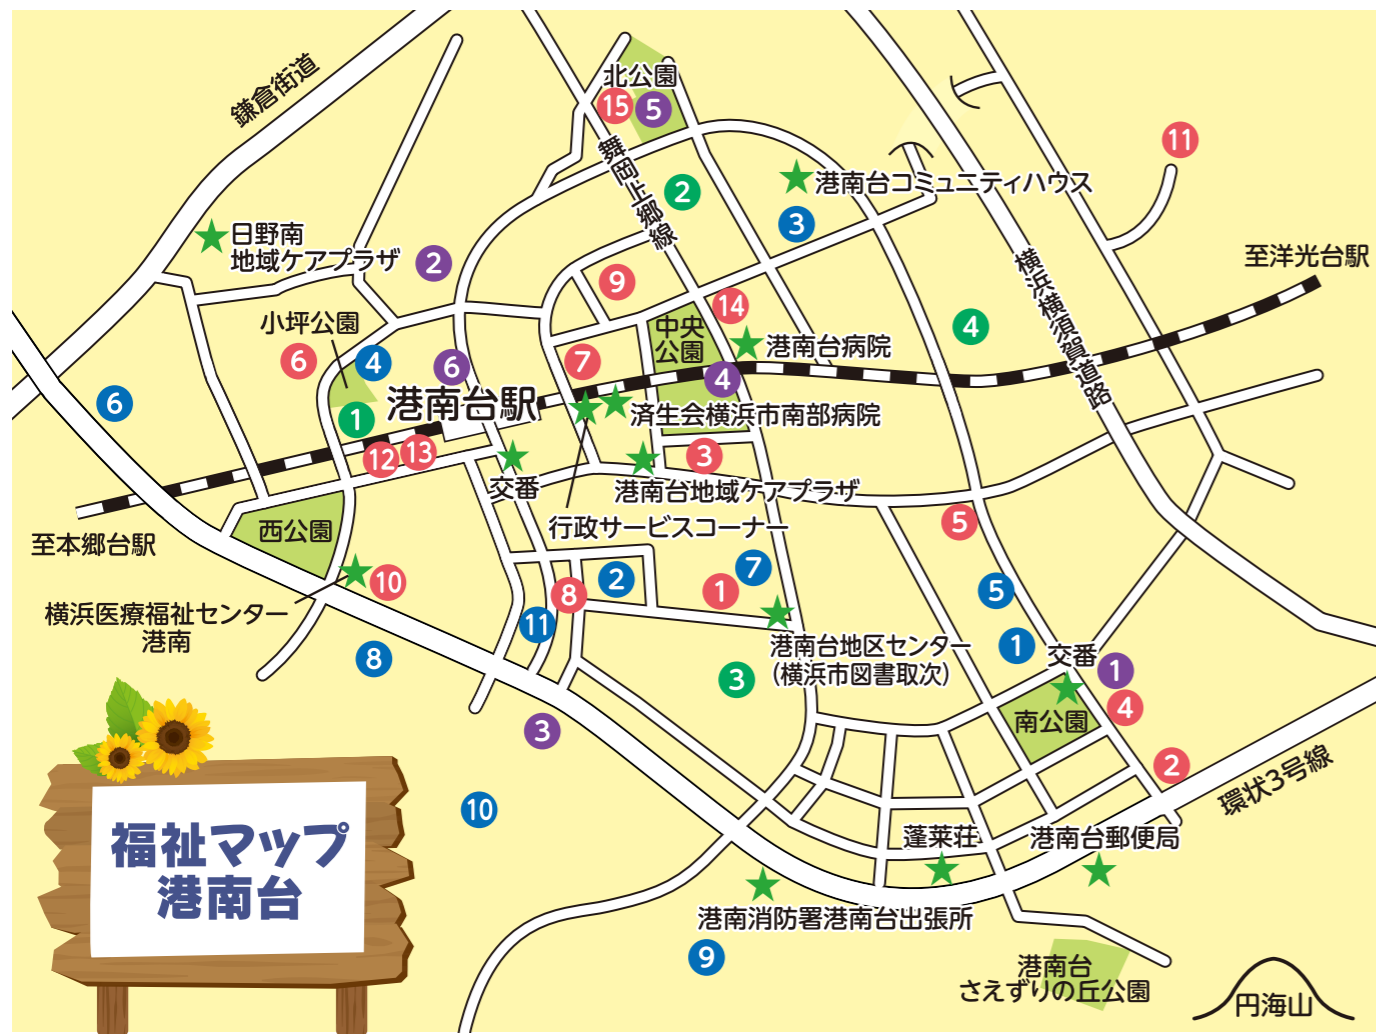 鎌倉街道
北公園
15
5
舞岡上郷線
2
港南台コミュニティハウス
3
11
横浜横須賀道路
至洋光台駅
日野南
地域ケアプラザ
2
9
14
4
小坪公園
6
4
6
7
中央
公園
港南台病院
4
6
1
港南台駅
済生会横浜市南部病院
12
13
3
交番
港南台地域ケアプラザ
行政サービスコーナー
5
西公園
至本郷台駅
10
横浜医療福祉センター
港南
2
8
11
1
7
5
8
港南台地区センター
(横浜市図書取次)
3
1
交番
1
4
南公園
3
2
環状3号線
10
蓬莱荘
港南台郵便局
港南消防署港南台出張所
9
港南台
さえずりの丘公園
円海山
福祉マップ
港南台